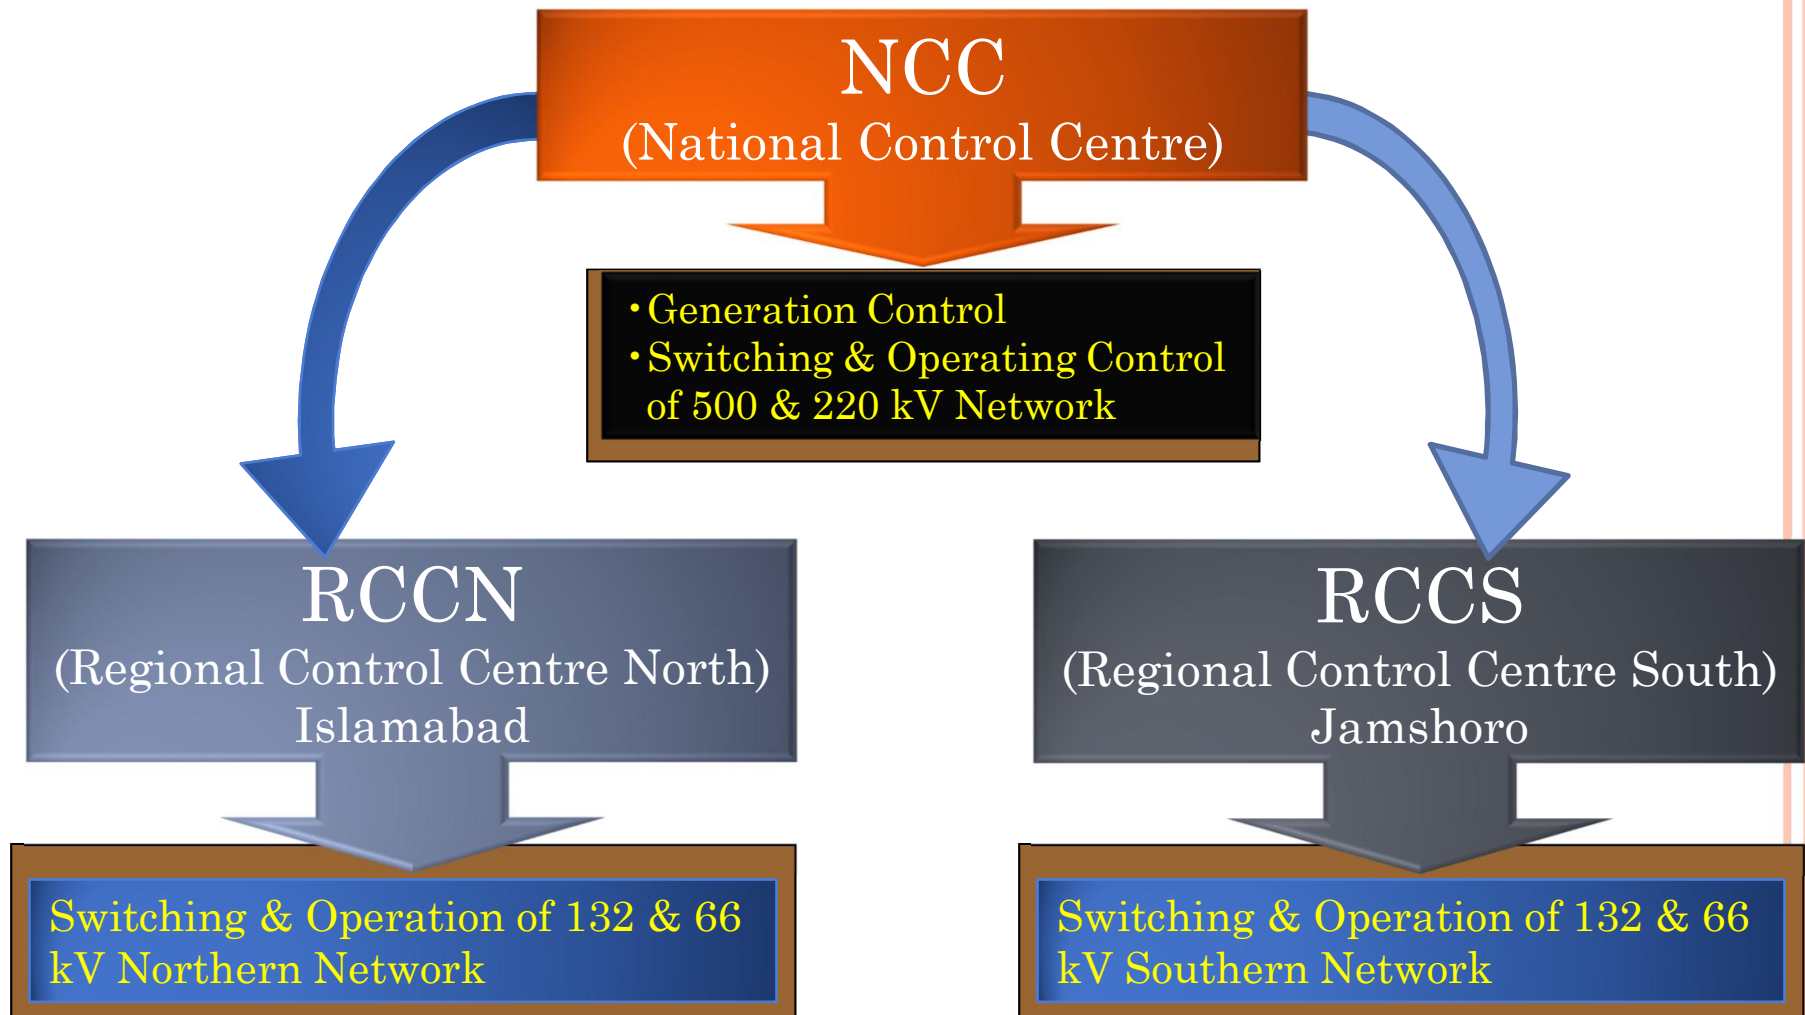 NCC
(National Control Centre)
•Generation Control
•Switching & Operating Control
of 500 & 220 kV Network
RCCN
(Regional Control Centre North)
Islamabad
Switching & Operation of 132 & 66
kV Northern Network
RCCS
(Regional Control Centre South)
Jamshoro
Switching & Operation of 132 & 66
kV Southern Network